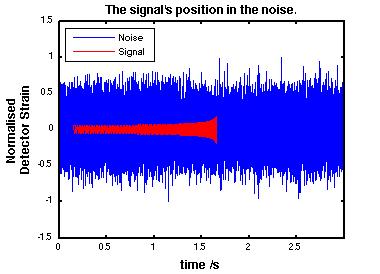 The signal's position in the noise.
Noise
Signal
Normalised
Detector Strain
1.5
1
0.5
0
-0.5
-1
-1.5
0 0.5 1 1.5 2 2.5
time /s